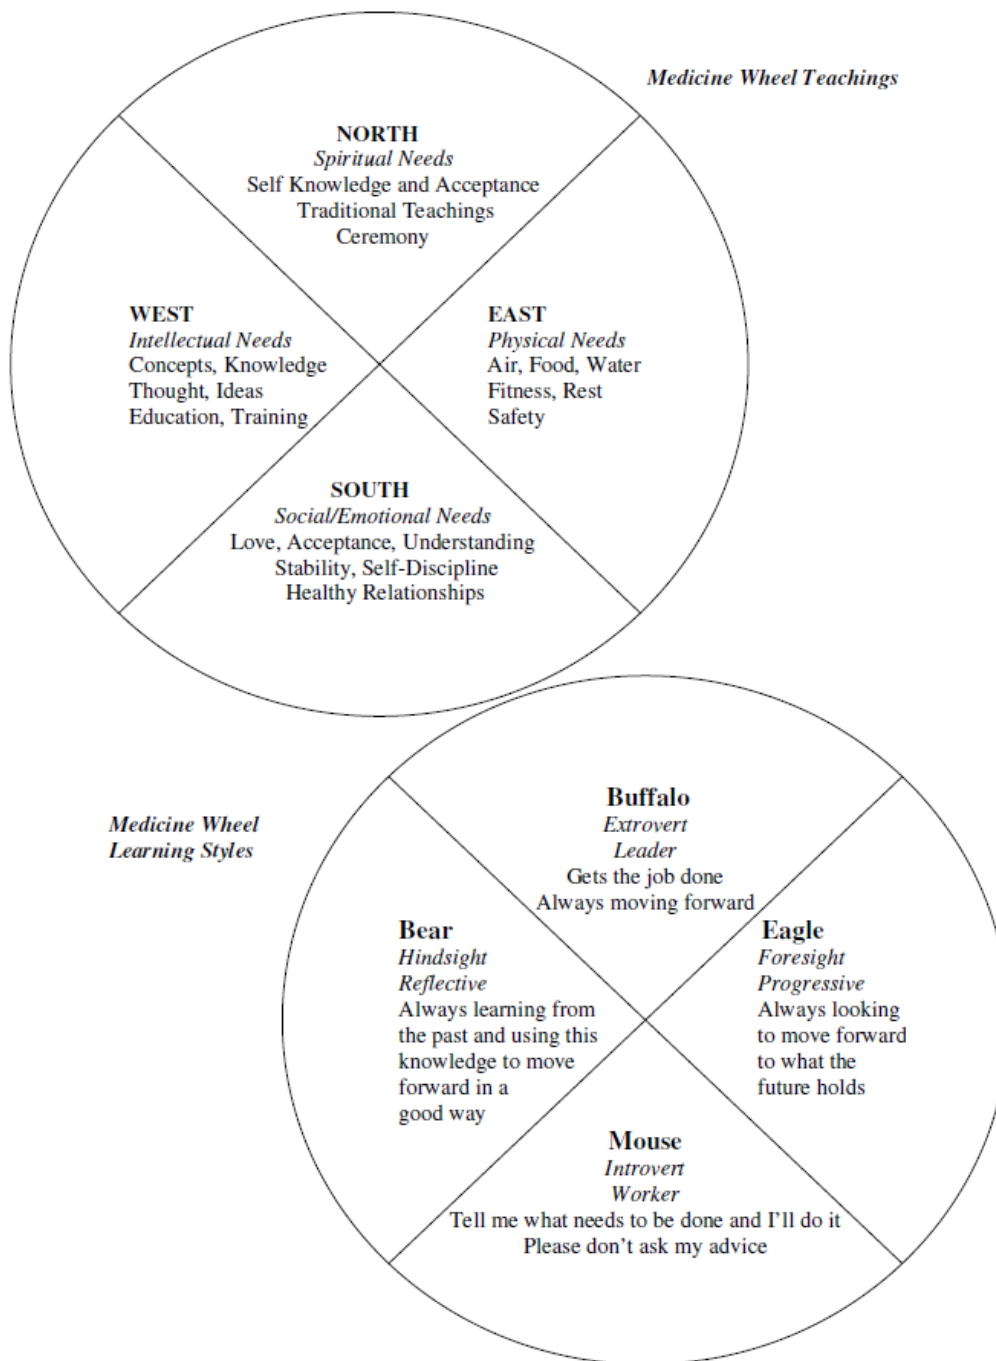 Medicine Wheel Teachings
NORTH
Spiritual Needs
Self Knowledge and Acceptance
Traditional Teachings
Ceremony
WEST
Intellectual Needs
Concepts, Knowledge
Thought, Ideas
Education, Training
EAST
Physical Needs
Air, Food, Water
Fitness, Rest
Safety
SOUTH
Social/Emotional Needs
Love, Acceptance, Understanding
Stability, Self-Discipline
Healthy Relationships
Medicine Wheel
Learning Styles
Buffalo
Extrovert
Leader
Gets the job done
Always moving forward
Bear
Hindsight
Reflective
Always learning from
the past and using this
knowledge to move
forward in a
good way
Eagle
Foresight
Progressive
Always looking
to move forward
to what the
future holds
Mouse
Introvert
Worker
Tell me what needs to be done and I'll do it
Please don't ask my advice